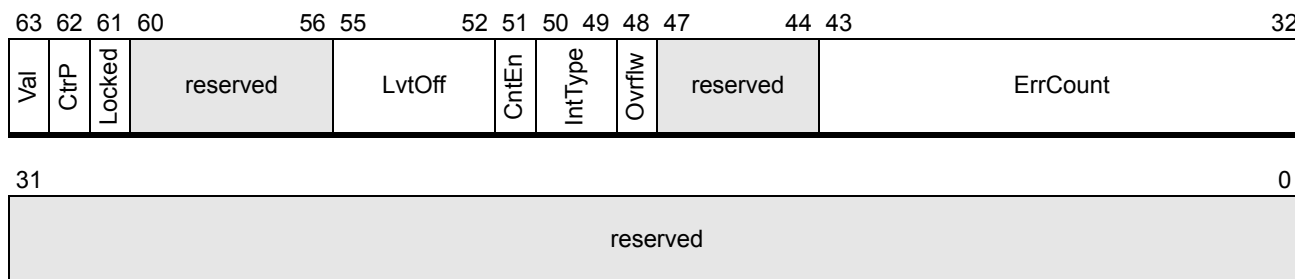 63 62 61 60 56 55 52 51 50 49 48 47 44 43 32
Val CtrP Locked reserved LvtOff CntEn IntType Ovrflw reserved ErrCount
31 0
reserved